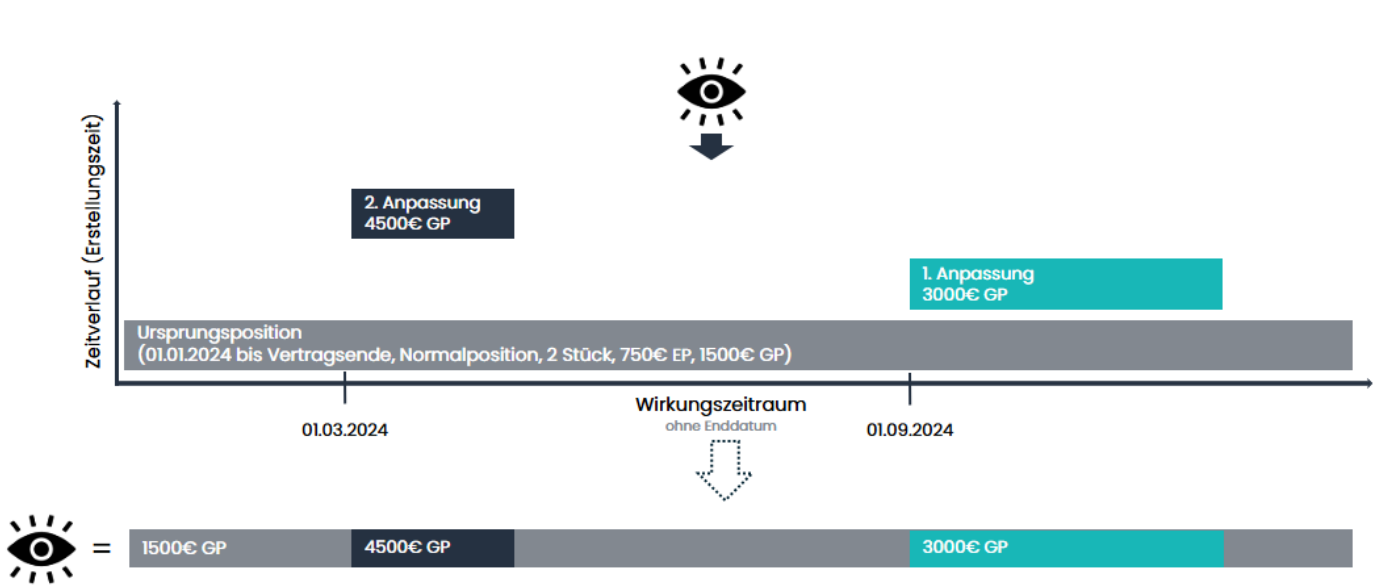 Zeitverlauf (Erstellungszeit)
2. Anpassung
4500€ GP
1. Anpassung
3000€ GP
Ursprungsposition
(01.01.2024 bis Vertragsende, Normalposition, 2 Stück, 750€ EP, 1500€ GP)
Wirkungszeitraum
ohne Enddatum
01.03.2024
01.09.2024
=
1500€ GP
4500€ GP
3000€ GP